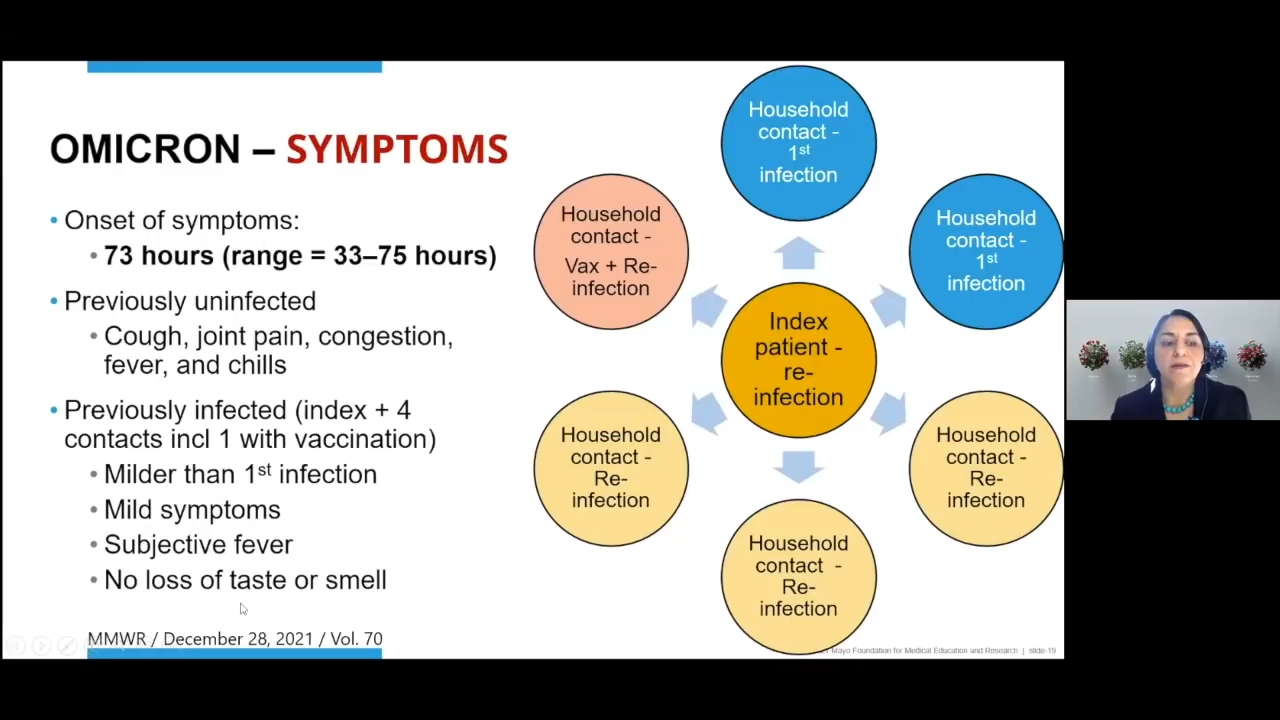 OMICRON – SYMPTOMS
• Onset of symptoms:
• 73 hours (range = 33–75 hours)
• Previously uninfected
• Cough, joint pain, congestion,
fever, and chills
• Previously infected (index + 4
contacts incl 1 with vaccination)
• Milder than 1st infection
• Mild symptoms
• Subjective fever
• No loss of taste or smell
MMWR / December 28, 2021 / Vol. 70
Household
contact -
1st
infection
Household
contact -
1st
infection
Household
contact -
Re-
infection
Household
contact -
Re-
infection
Household
contact -
Re-
infection
Household
contact -
Vax + Re-
infection
Index
patient -
re-
infection
Mayo Foundation for Medical Education and Research | slide-19